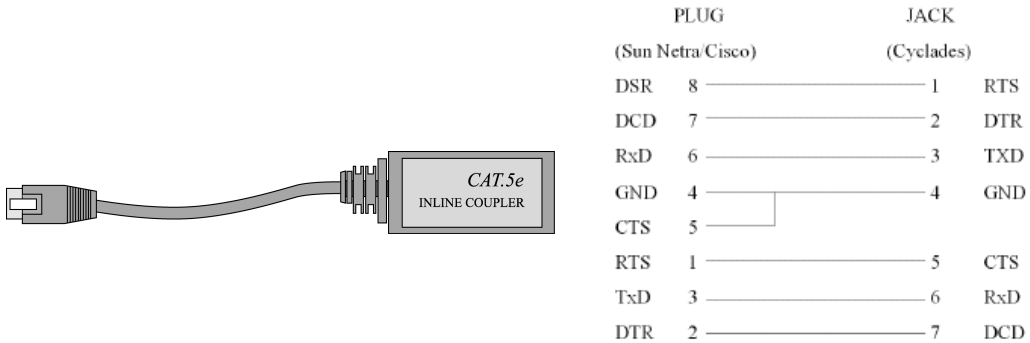 CAT.5e
INLINE COUPLER
PLUG JACK
(Sun Netra/Cisco) (Cyclades)
DSR 8 1 RTS
DCD 7 2 DTR
RxD 6 3 TXD
GND 4 4 GND
CTS 5
RTS 1 5 CTS
TxD 3 6 RxD
DTR 2 7 DCD